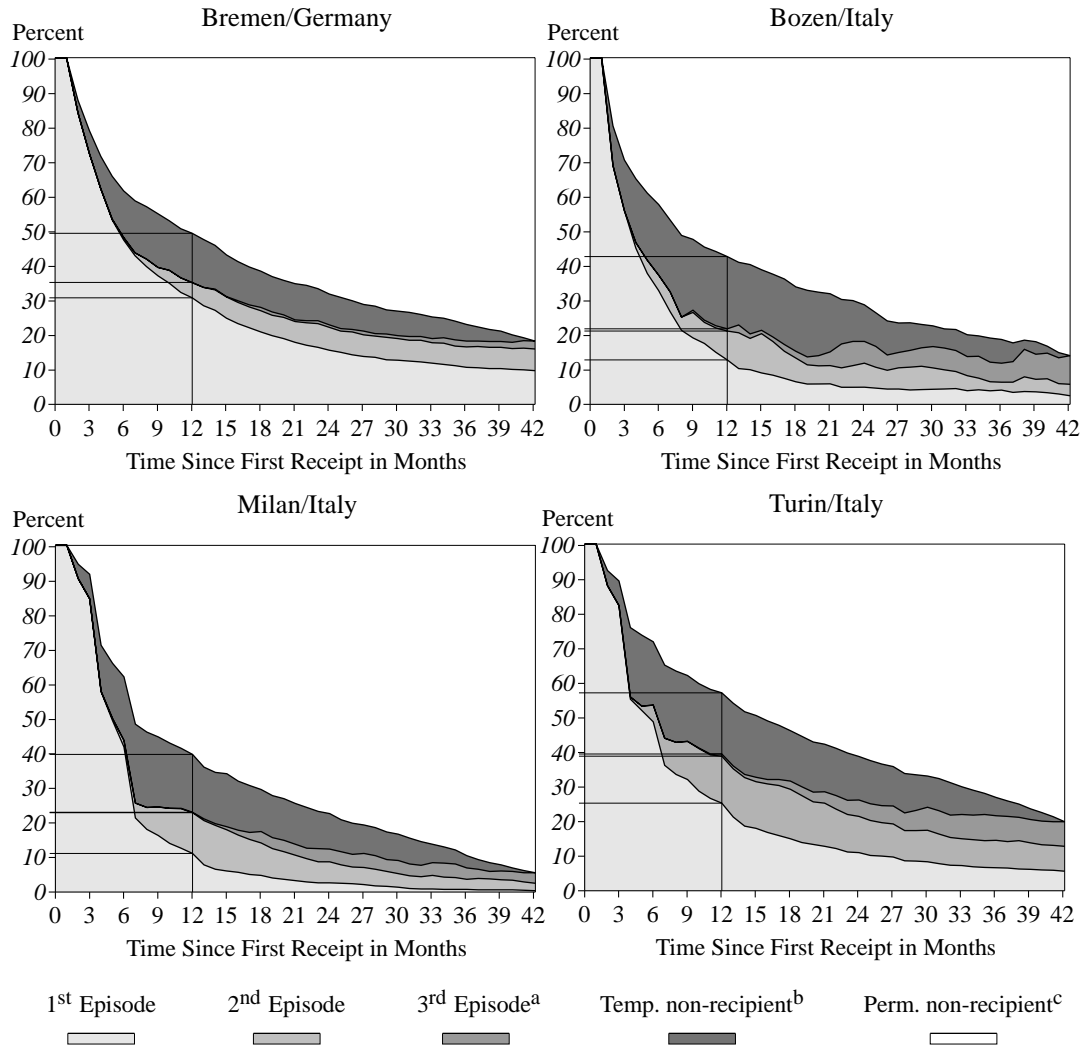 Bremen/Germany
Percent
100
90
80
70
60
50
40
30
20
10
0
0 3 6 9 12 15 18 21 24 27 30 33 36 39 42
Time Since First Receipt in Months
Bozen/Italy
Percent
100
90
80
70
60
50
40
30
20
10
0
0 3 6 9 12 15 18 21 24 27 30 33 36 39 42
Time Since First Receipt in Months
Milan/Italy
Percent
100
90
80
70
60
50
40
30
20
10
0
0 3 6 9 12 15 18 21 24 27 30 33 36 39 42
Time Since First Receipt in Months
Turin/Italy
Percent
100
90
80
70
60
50
40
30
20
10
0
0 3 6 9 12 15 18 21 24 27 30 33 36 39 42
Time Since First Receipt in Months
1st Episode 2nd Episode 3rd Episodea Temp. non-recipientb Perm. non-recipientc